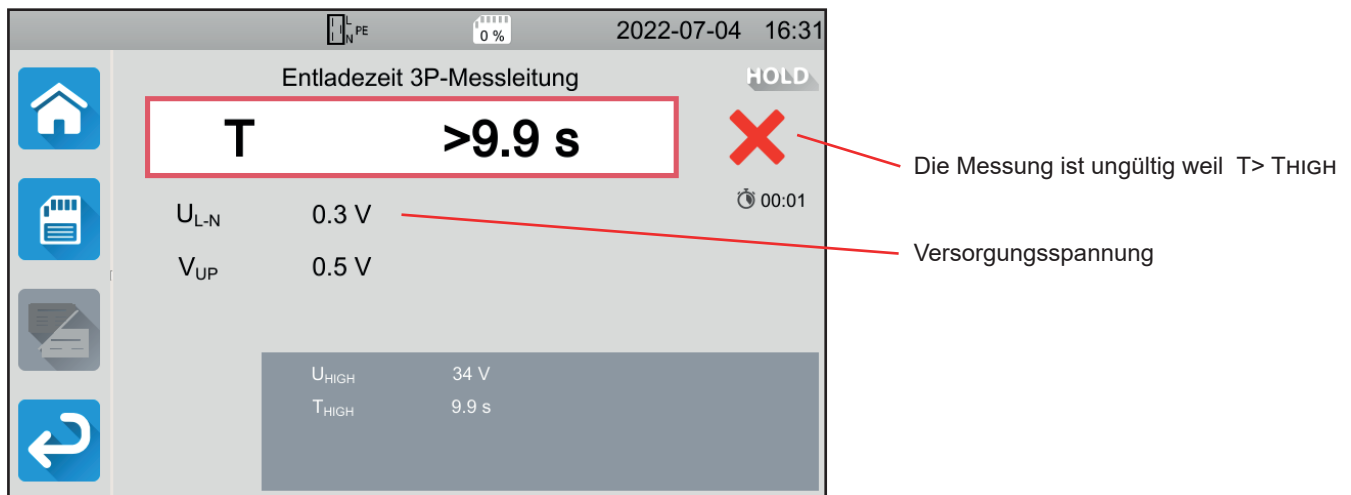 L
N PE
0 %
2022-07-04 16:31
Entladezeit 3P-Messleitung
HOLD
T >9.9 s
Die Messung ist ungültig weil T> THIGH
00:01
UL-N 0.3 V
Versorgungsspannung
VUP 0.5 V
UHIGH 34 V
THIGH 9.9 s